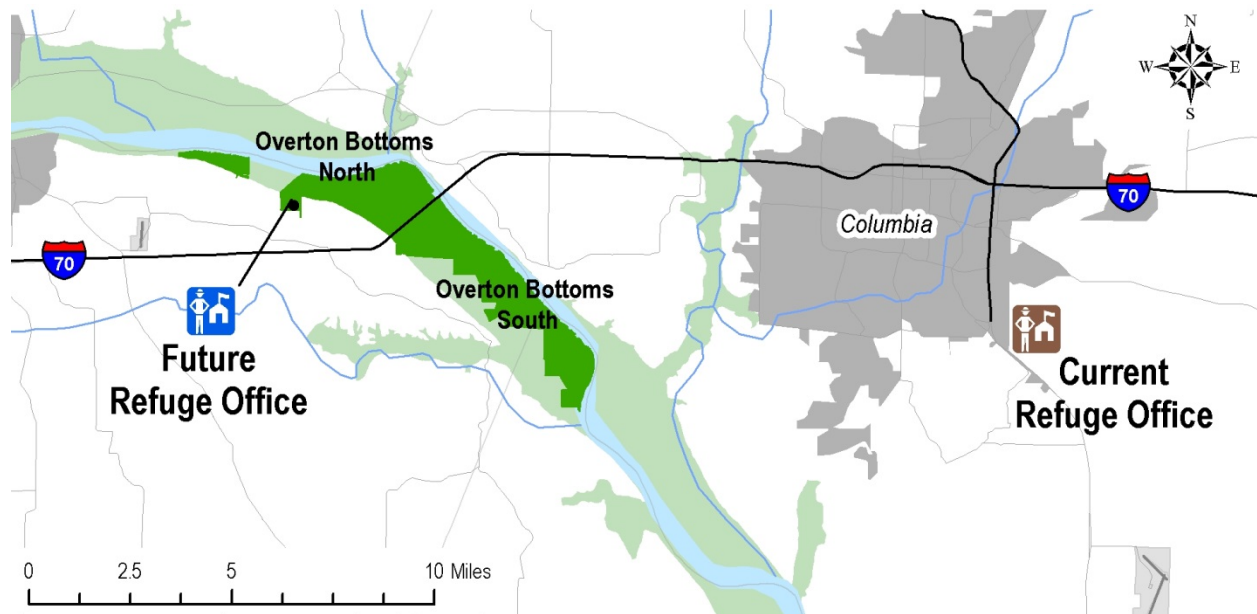 N
W E
S
Overton Bottoms
North
70
Columbia
70
Overton Bottoms
South
Future
Refuge Office
Current
Refuge Office
0 2.5 5 10 Miles